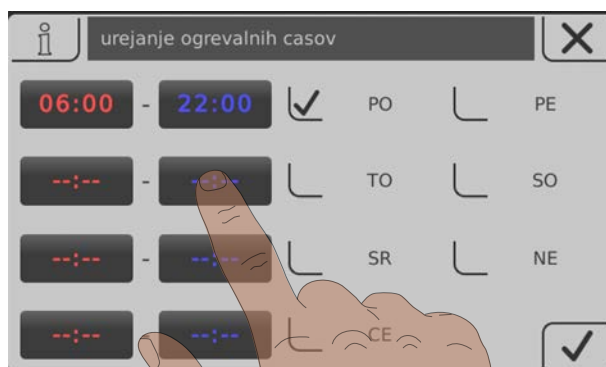 urejanje ogrevalnih casov
06:00 - 22:00 PO PE
--:-- - --:-- TO SO
--:-- - --:-- SR NE
--:-- --:-- CE